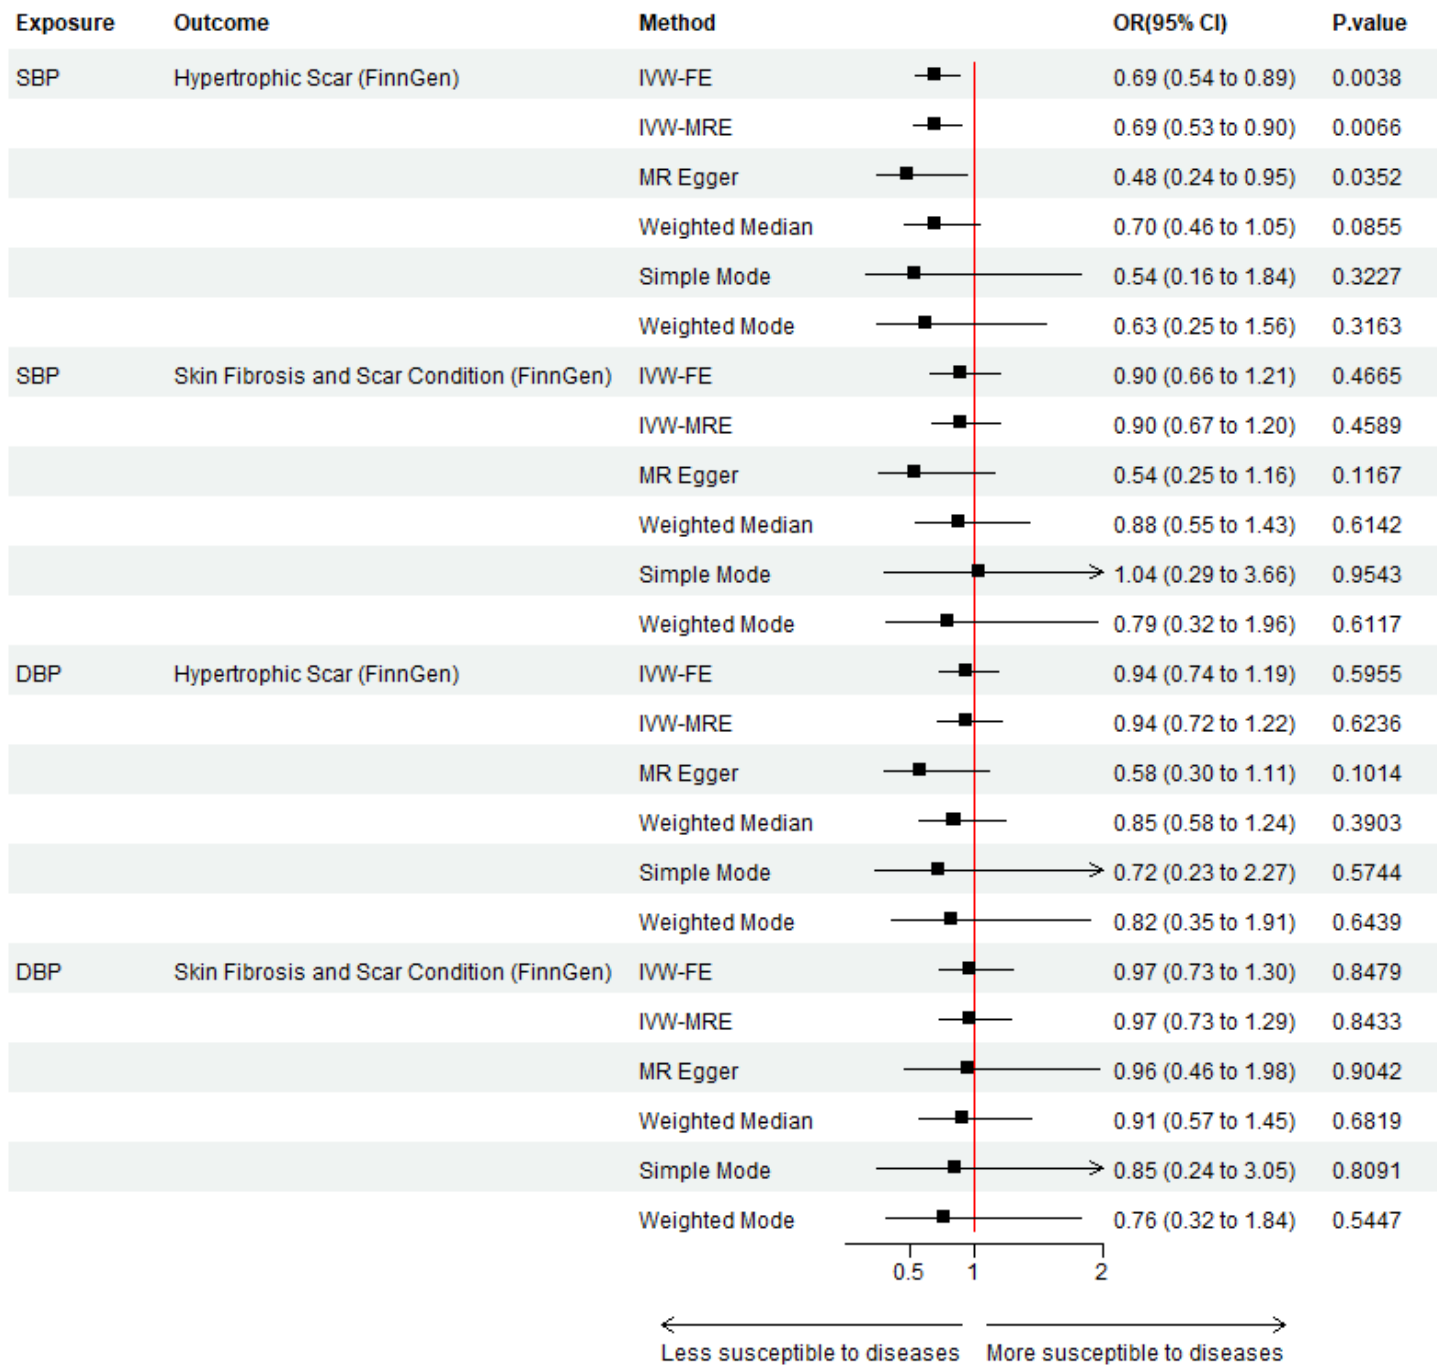 Exposure Outcome Method OR(95% CI) P.value
SBP Hypertrophic Scar (FinnGen) IVW-FE 0.69 (0.54 to 0.89) 0.0038
IVW-MRE 0.69 (0.53 to 0.90) 0.0066
MR Egger 0.48 (0.24 to 0.95) 0.0352
Weighted Median 0.70 (0.46 to 1.05) 0.0855
Simple Mode 0.54 (0.16 to 1.84) 0.3227
Weighted Mode 0.63 (0.25 to 1.56) 0.3163
SBP Skin Fibrosis and Scar Condition (FinnGen) IVW-FE 0.90 (0.66 to 1.21) 0.4665
IVW-MRE 0.90 (0.67 to 1.20) 0.4589
MR Egger 0.54 (0.25 to 1.16) 0.1167
Weighted Median 0.88 (0.55 to 1.43) 0.6142
Simple Mode 1.04 (0.29 to 3.66) 0.9543
Weighted Mode 0.79 (0.32 to 1.96) 0.6117
DBP Hypertrophic Scar (FinnGen) IVW-FE 0.94 (0.74 to 1.19) 0.5955
IVW-MRE 0.94 (0.72 to 1.22) 0.6236
MR Egger 0.58 (0.30 to 1.11) 0.1014
Weighted Median 0.85 (0.58 to 1.24) 0.3903
Simple Mode 0.72 (0.23 to 2.27) 0.5744
Weighted Mode 0.82 (0.35 to 1.91) 0.6439
DBP Skin Fibrosis and Scar Condition (FinnGen) IVW-FE 0.97 (0.73 to 1.30) 0.8479
IVW-MRE 0.97 (0.73 to 1.29) 0.8433
MR Egger 0.96 (0.46 to 1.98) 0.9042
Weighted Median 0.91 (0.57 to 1.45) 0.6819
Simple Mode 0.85 (0.24 to 3.05) 0.8091
Weighted Mode 0.76 (0.32 to 1.84) 0.5447
0.5 1 2
Less susceptible to diseases More susceptible to diseases